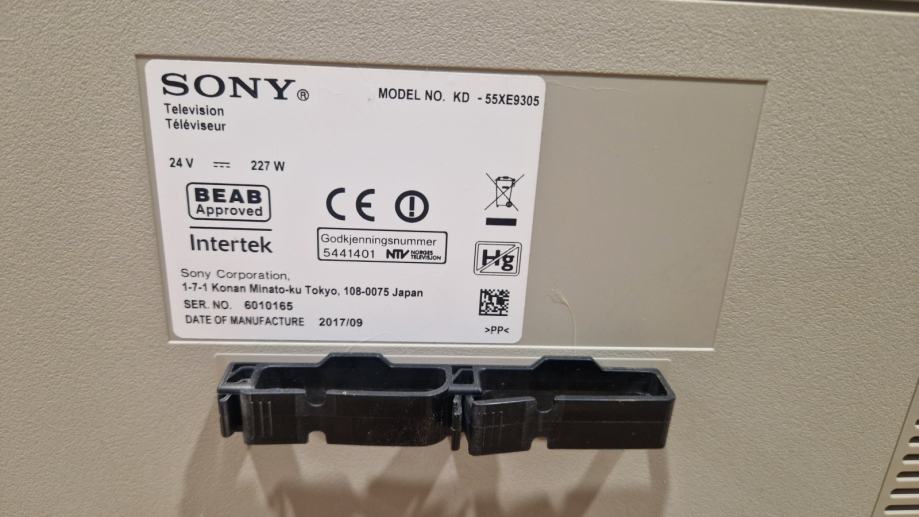 SONY®
MODEL NO. KD - 55XE9305
Television
Téléviseur
24 V ⎓ 227 W
BEAB
Approved
Intertek
CE
Godkjenningsnummer
5441401 NTV NORGES TELEVISJON
Hg
Sony Corporation,
1-7-1 Konan Minato-ku Tokyo, 108-0075 Japan
SER. NO. 6010165
DATE OF MANUFACTURE 2017/09
>PP<